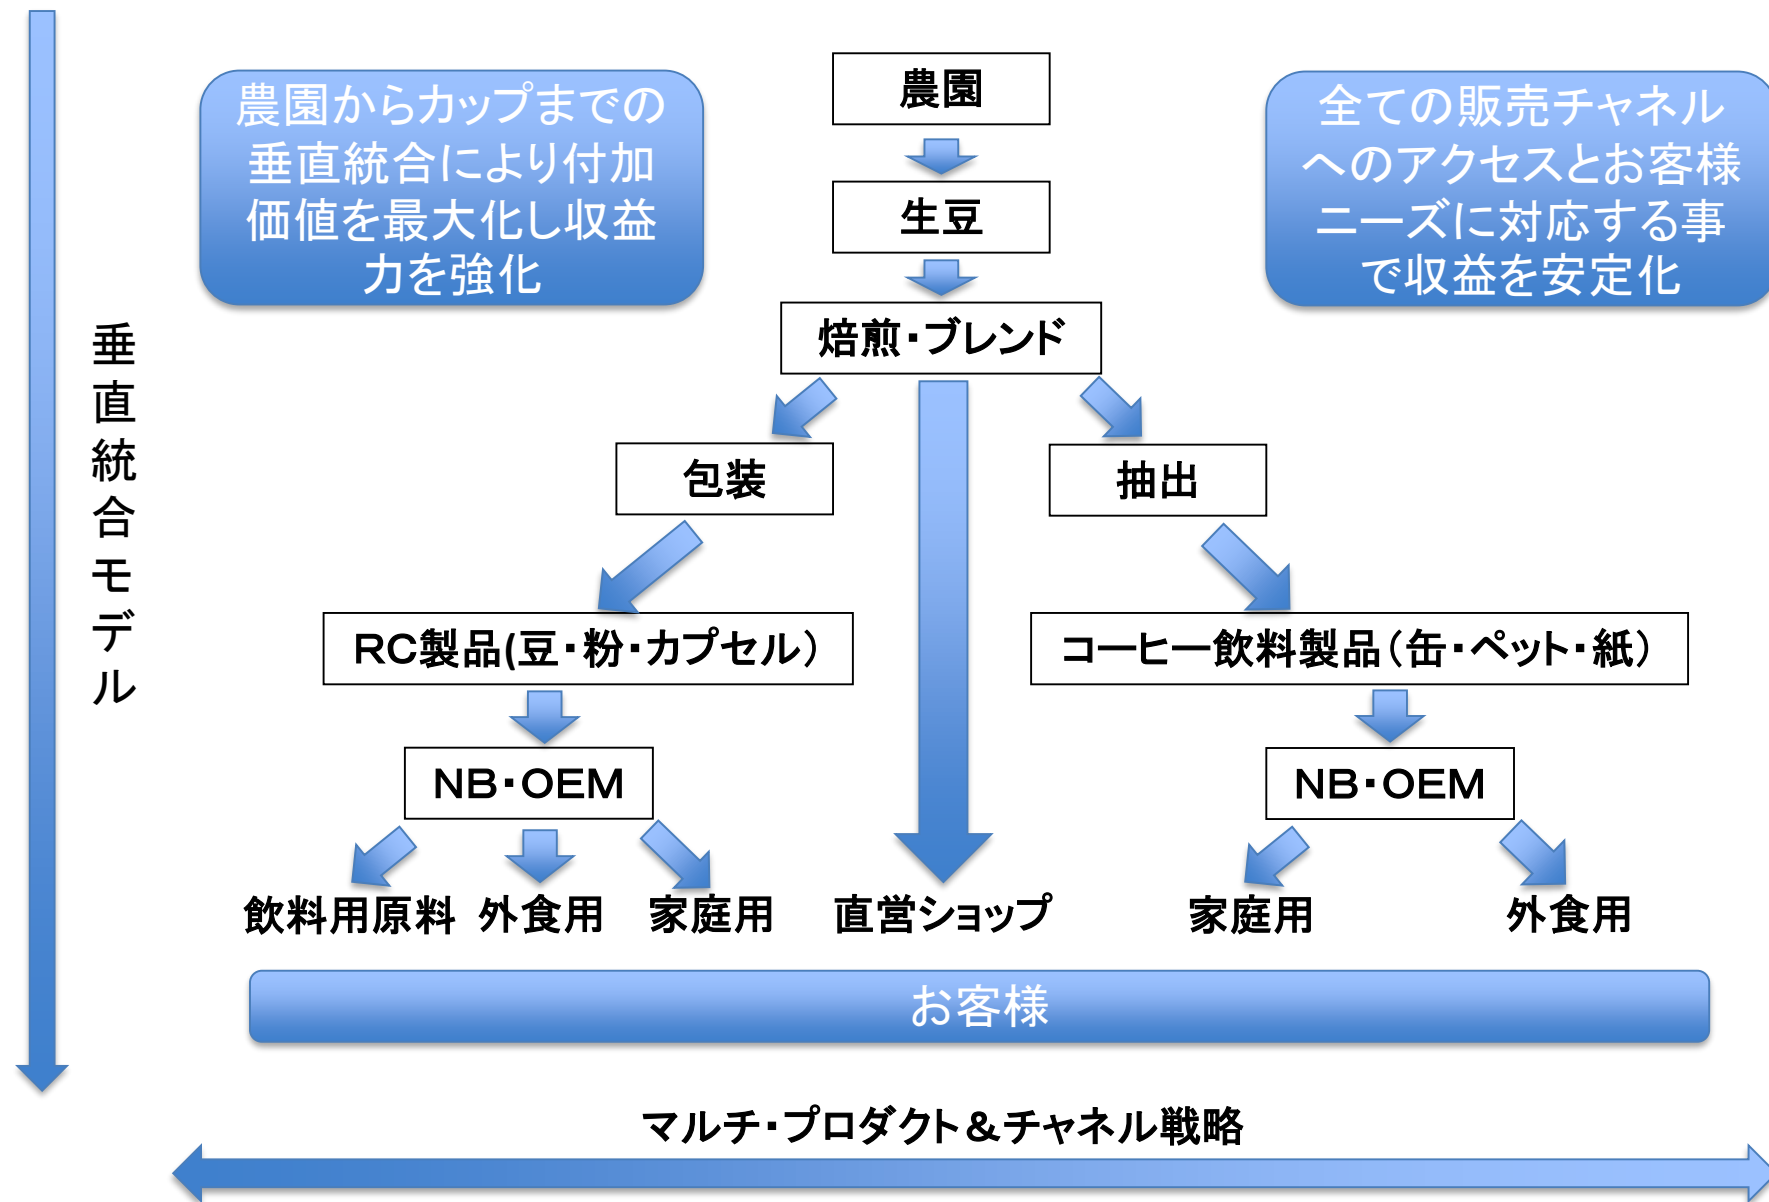 農園からカップまでの
垂直統合により付加
価値を最大化し収益
力を強化
農園
全ての販売チャネル
へのアクセスとお客様
ニーズに対応する事
で収益を安定化
生豆
焙煎・ブレンド
垂直統合モデル
包装
抽出
RC製品(豆・粉・カプセル)
コーヒー飲料製品(缶・ペット・紙)
NB・OEM
NB・OEM
飲料用原料 外食用 家庭用 直営ショップ 家庭用 外食用
お客様
マルチ・プロダクト&チャネル戦略